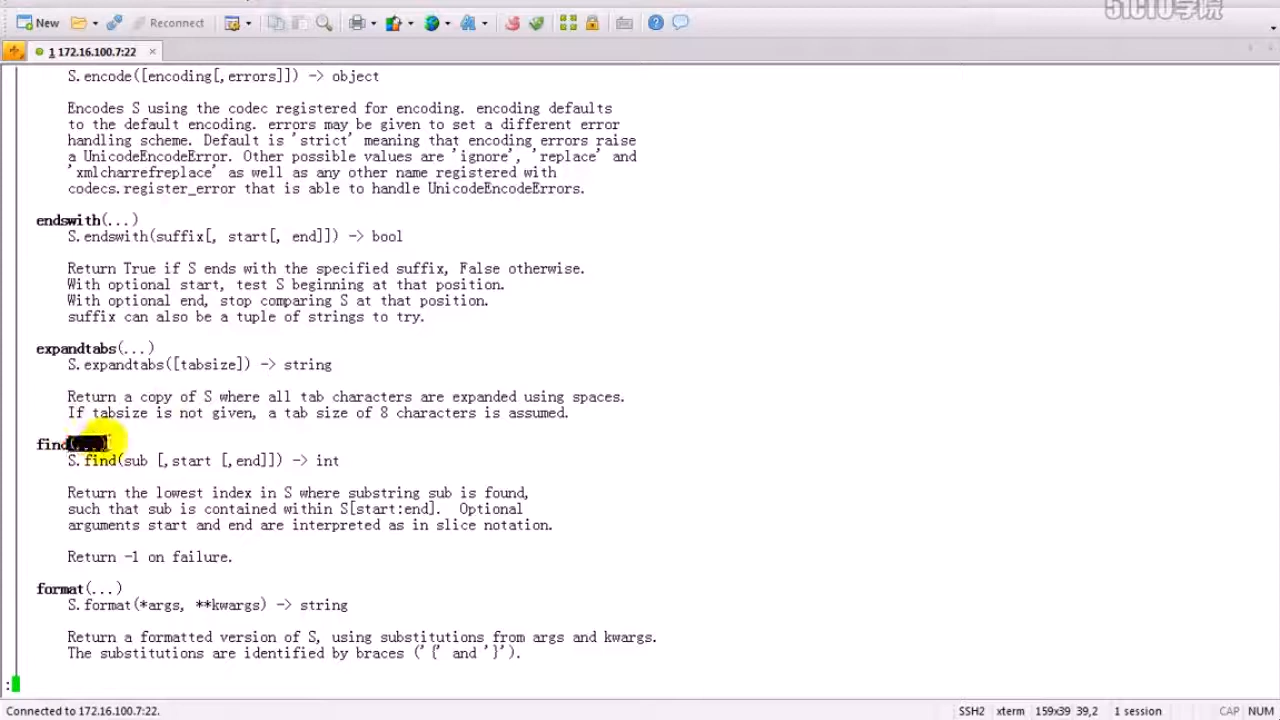 51CTO学院
New
Reconnect
1 172.16.100.7:22
S.encode([encoding[,errors]]) -> object
Encodes S using the codec registered for encoding. encoding defaults
to the default encoding. errors may be given to set a different error
handling scheme. Default is 'strict' meaning that encoding errors raise
a UnicodeEncodeError. Other possible values are 'ignore', 'replace' and
'xmlcharrefreplace' as well as any other name registered with
codecs.register_error that is able to handle UnicodeEncodeErrors.
endswith(...)
S.endswith(suffix[, start[, end]]) -> bool
Return True if S ends with the specified suffix, False otherwise.
With optional start, test S beginning at that position.
With optional end, stop comparing S at that position.
suffix can also be a tuple of strings to try.
expandtabs(...)
S.expandtabs([tabsize]) -> string
Return a copy of S where all tab characters are expanded using spaces.
If tabsize is not given, a tab size of 8 characters is assumed.
find(...)
S.find(sub [,start [,end]]) -> int
Return the lowest index in S where substring sub is found,
such that sub is contained within S[start:end].  Optional
arguments start and end are interpreted as in slice notation.
Return -1 on failure.
format(...)
S.format(*args, **kwargs) -> string
Return a formatted version of S, using substitutions from args and kwargs.
The substitutions are identified by braces ('{' and '}').
:
Connected to 172.16.100.7:22. SSH2 xterm 159x39 39,2 1 session CAP NUM